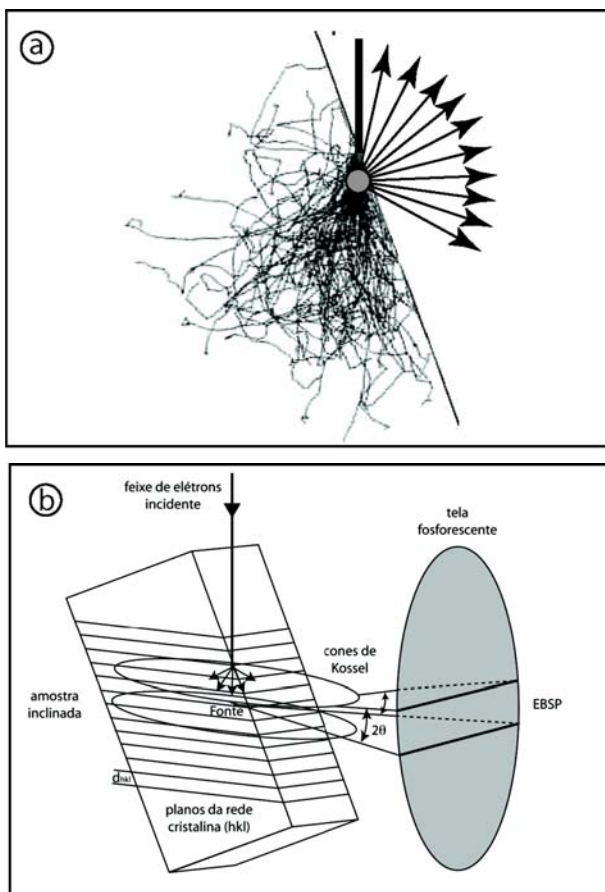 a
b
feixe de elétrons
incidente
tela
fosforescente
cones de
Kossel
amostra
inclinada
Fonte
2θ
EBSP
dhkl
planos da rede
cristalina (hkl)